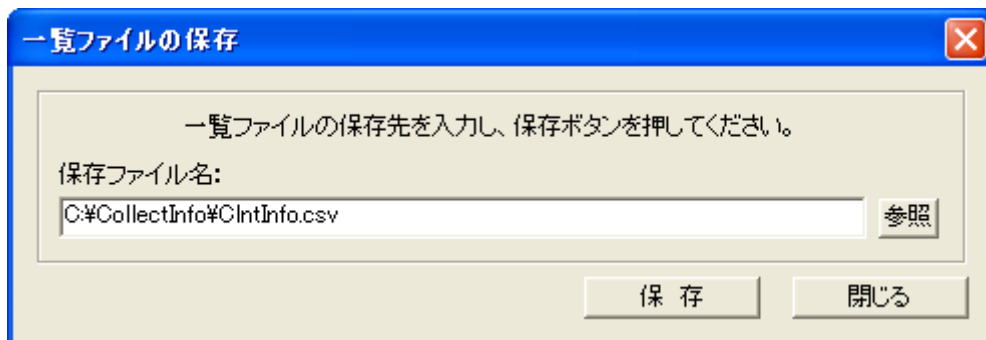 一覧ファイルの保存
一覧ファイルの保存先を入力し、保存ボタンを押してください。
保存ファイル名:
C:¥CollectInfo¥ClntInfo.csv
参照
保 存
閉じる